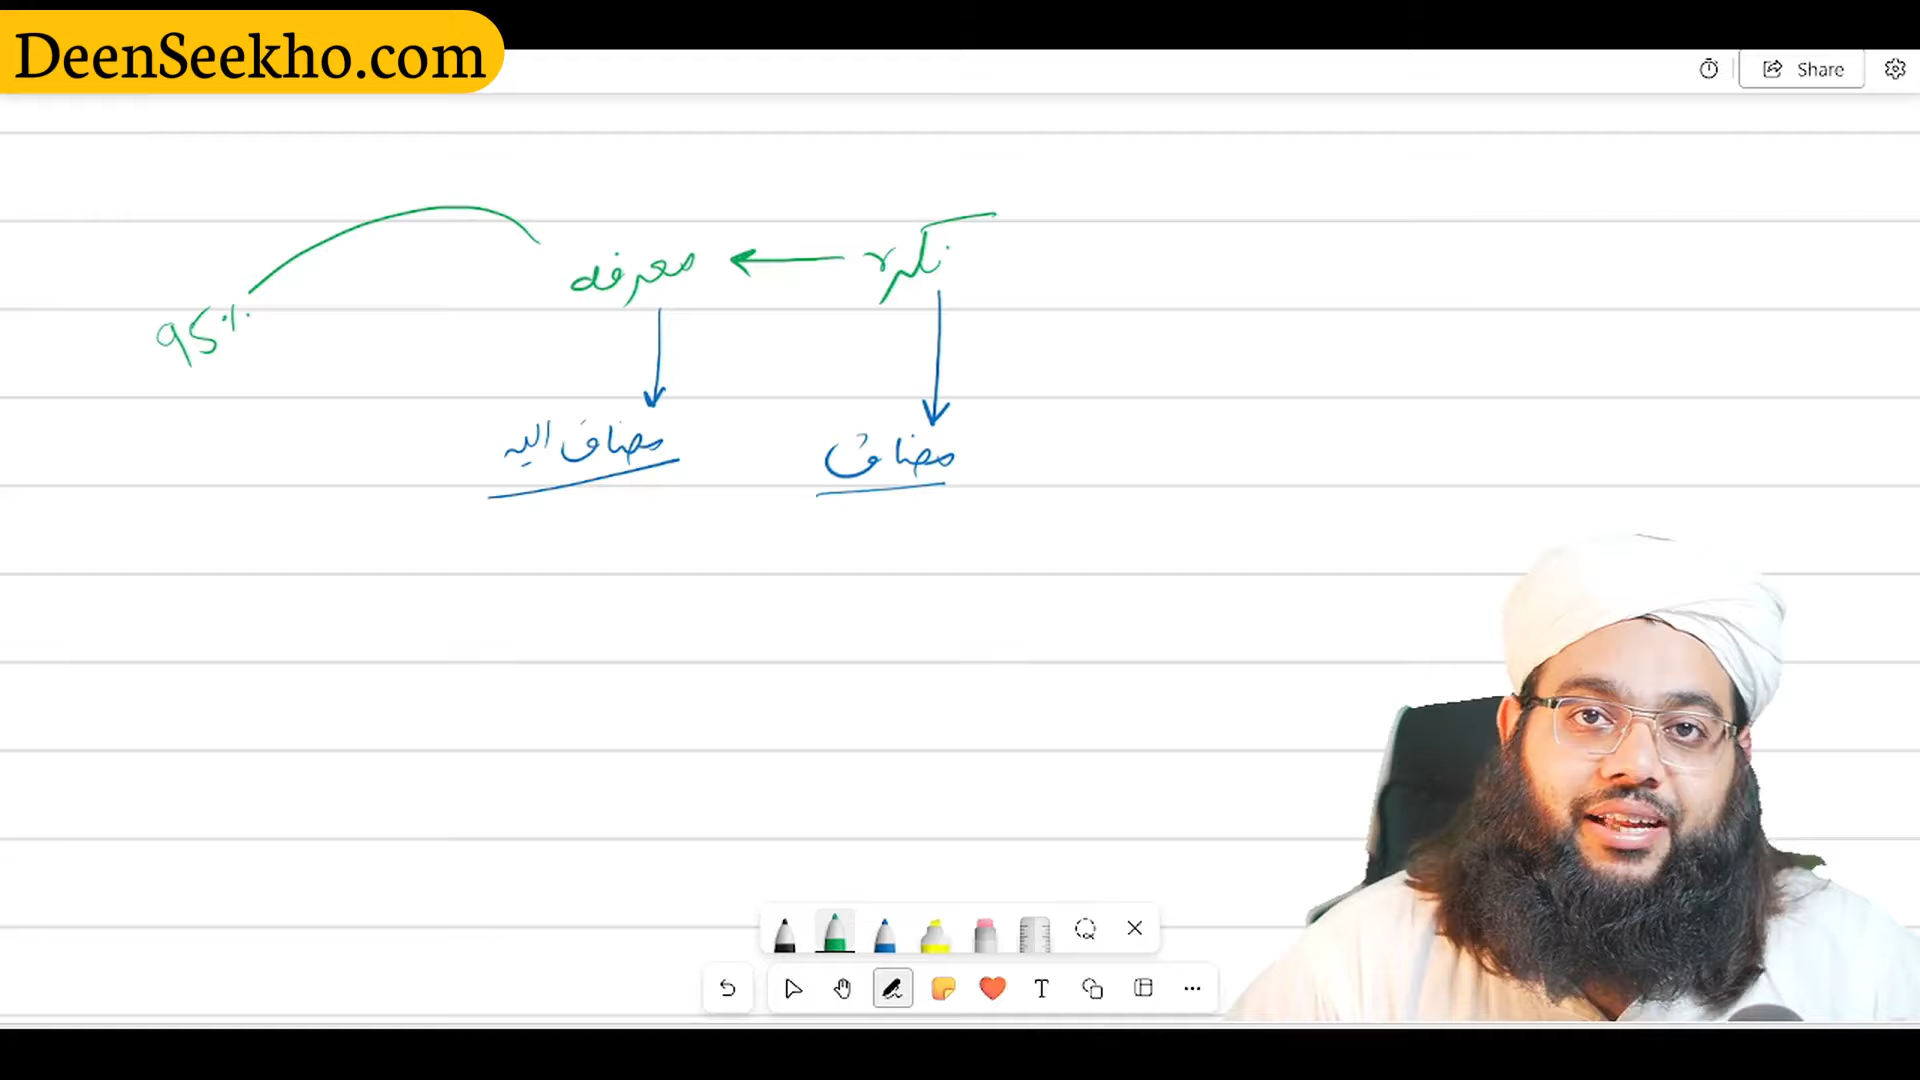 DeenSeekho.com
Share
نکرہ ← معرفہ
95%
مضاف مضاف الیہ
T